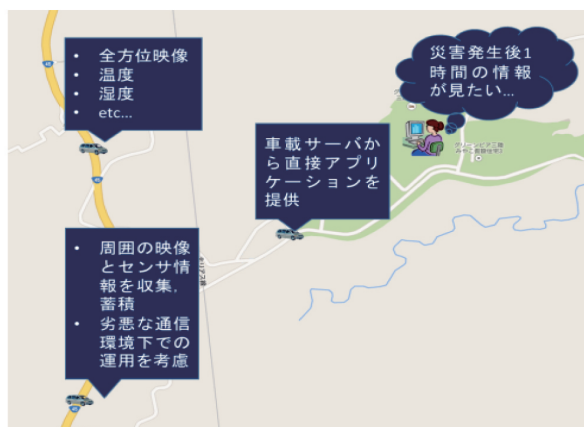 • 全方位映像
• 温度
• 湿度
• etc...
災害発生後1
時間の情報
が見たい...
車載サーバか
ら直接アプリ
ケーションを
提供
• 周囲の映像
とセンサ情
報を収集,
蓄積
• 劣悪な通信
環境下での
運用を考慮
45
45
45